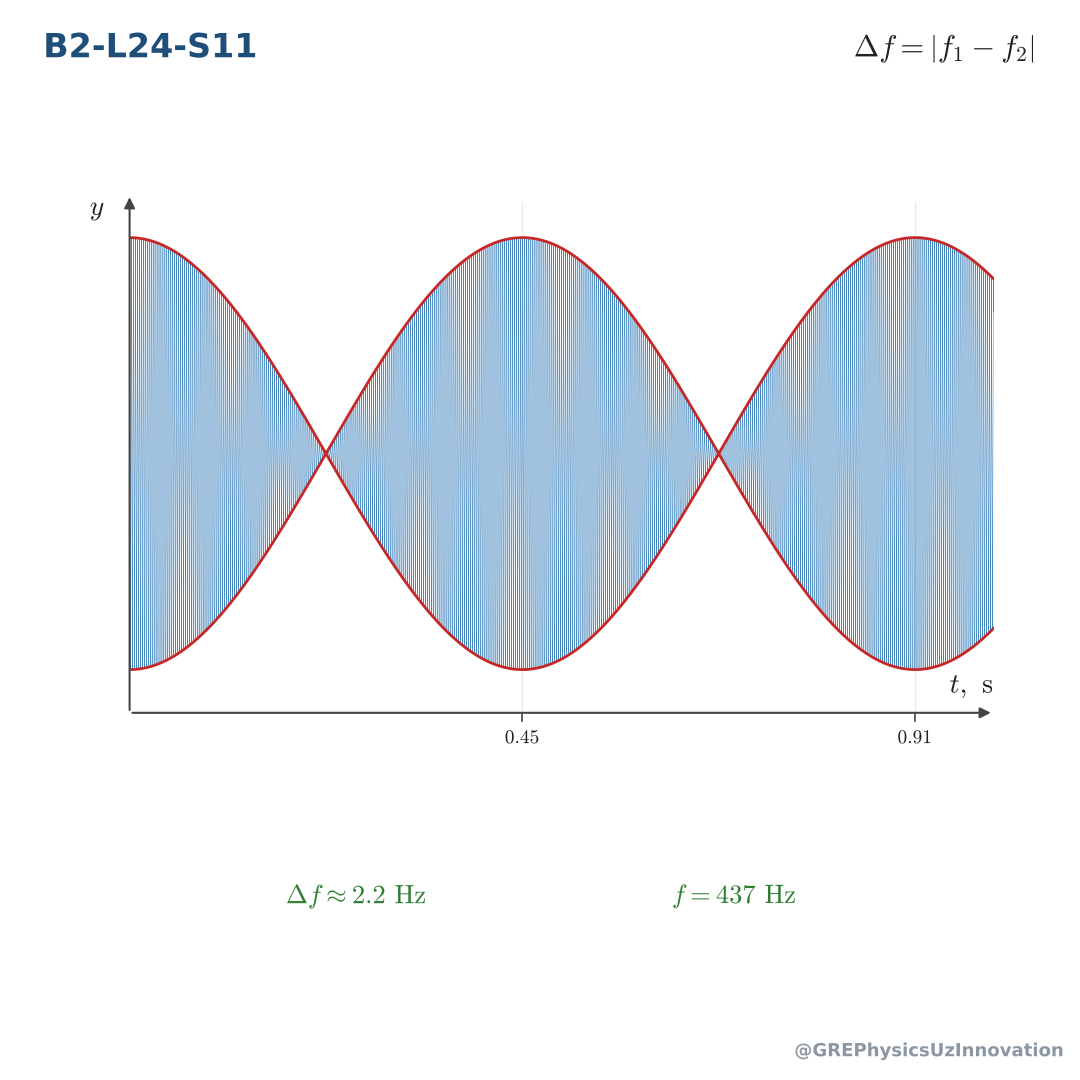 B2-L24-S11
Δf = |f₁ − f₂|
y
t, s
0.45
0.91
Δf ≈ 2.2 Hz
f = 437 Hz
@GREPhysicsUzInnovation